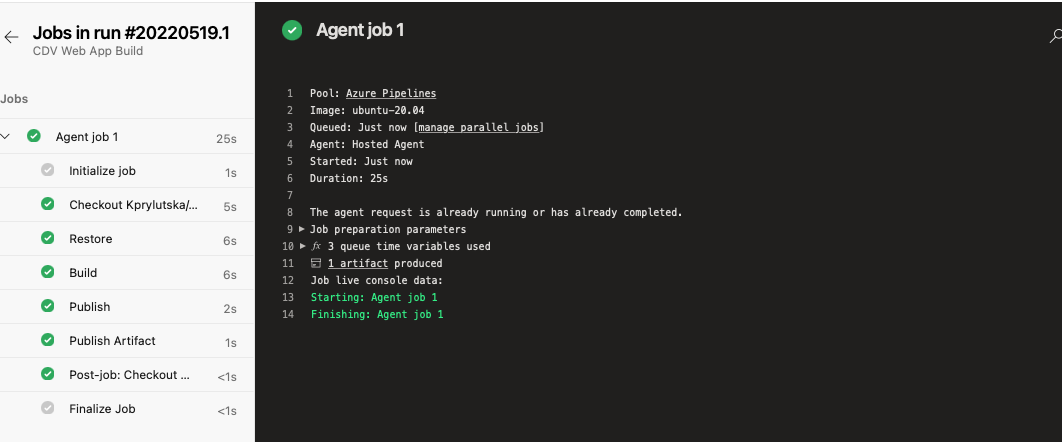 Jobs in run #20220519.1
CDV Web App Build
Jobs
Agent job 1 25s
Initialize job 1s
Checkout Kprylutska/... 5s
Restore 6s
Build 6s
Publish 2s
Publish Artifact 1s
Post-job: Checkout ... <1s
Finalize Job <1s
Agent job 1
1 Pool: Azure Pipelines
2 Image: ubuntu-20.04
3 Queued: Just now [manage parallel jobs]
4 Agent: Hosted Agent
5 Started: Just now
6 Duration: 25s
7
8 The agent request is already running or has already completed.
9 Job preparation parameters
10 fx 3 queue time variables used
11 1 artifact produced
12 Job live console data:
13 Starting: Agent job 1
14 Finishing: Agent job 1